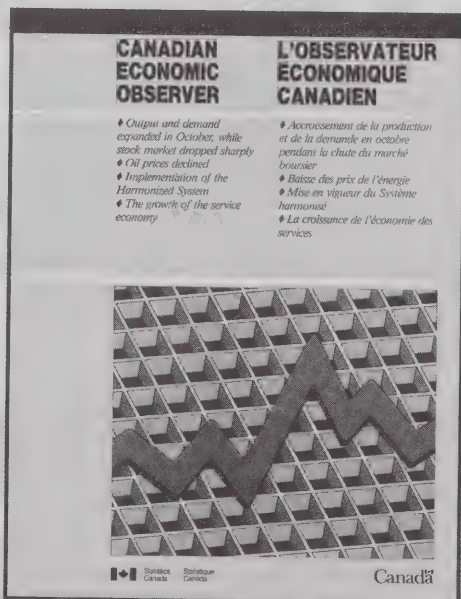 CANADIAN
ECONOMIC
OBSERVER
♦ Output and demand
expanded in October, while
stock market dropped sharply
♦ Oil prices declined
♦ Implementation of the
Harmonized System
♦ The growth of the service
economy
L'OBSERVATEUR
ÉCONOMIQUE
CANADIEN
♦ Accroissement de la production
et de la demande en octobre
pendant la chute du marché
boursier
♦ Baisse des prix de l'énergie
♦ Mise en vigueur du Système
harmonisé
♦ La croissance de l'économie des
services
Statistics
Canada
Statistique
Canada
Canada